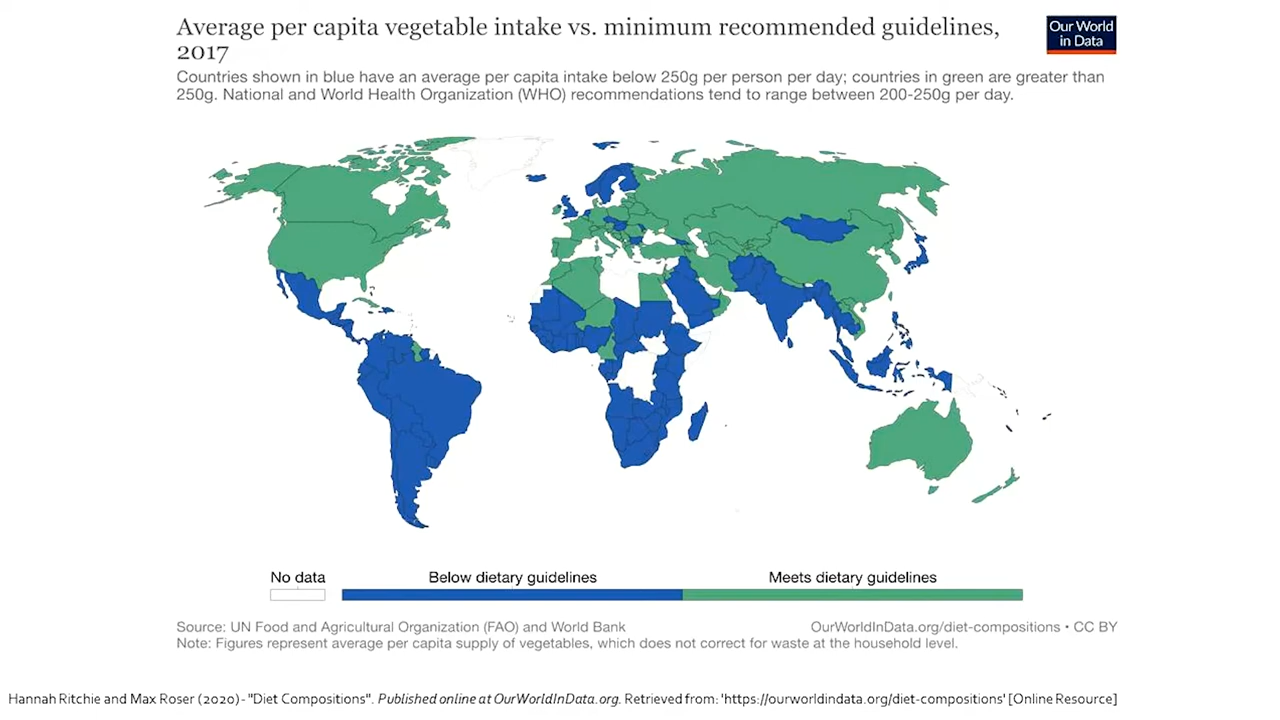 Average per capita vegetable intake vs. minimum recommended guidelines,
2017
Our World
in Data
Countries shown in blue have an average per capita intake below 250g per person per day; countries in green are greater than
250g. National and World Health Organization (WHO) recommendations tend to range between 200-250g per day.
No data
Below dietary guidelines
Meets dietary guidelines
Source: UN Food and Agricultural Organization (FAO) and World Bank
OurWorldInData.org/diet-compositions • CC BY
Note: Figures represent average per capita supply of vegetables, which does not correct for waste at the household level.
Hannah Ritchie and Max Roser (2020) - "Diet Compositions". Published online at OurWorldInData.org. Retrieved from: 'https://ourworldindata.org/diet-compositions' [Online Resource]